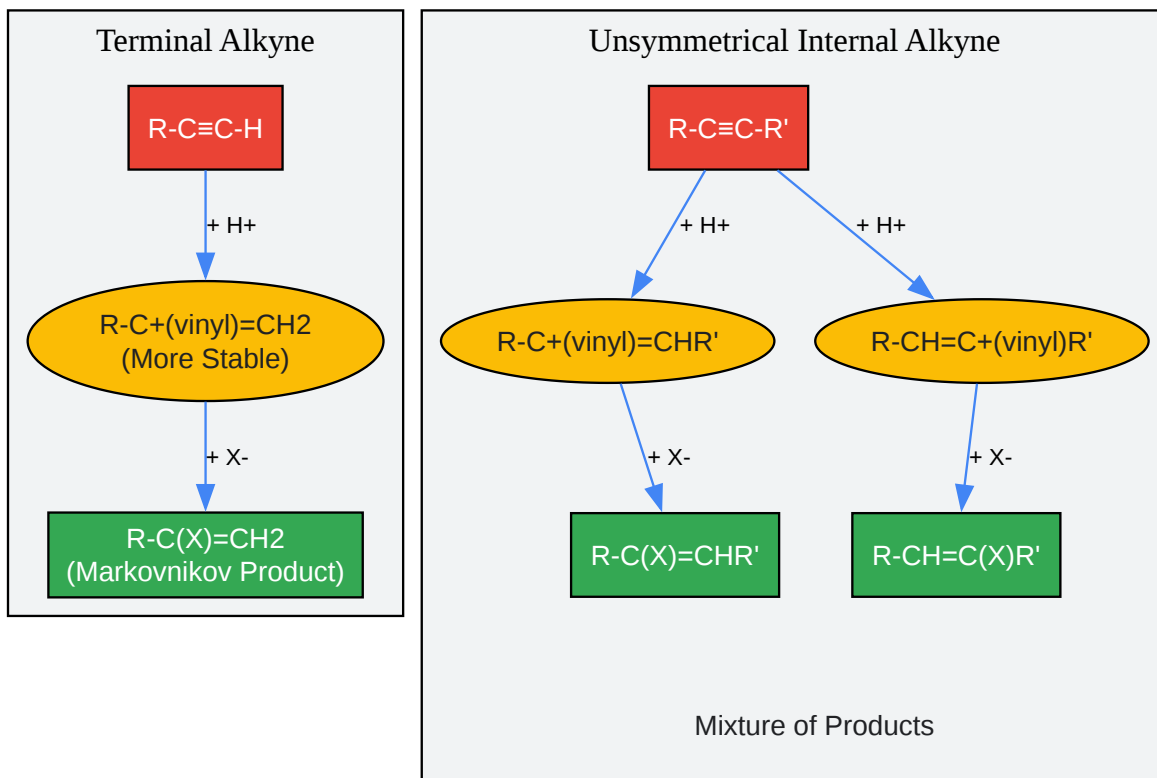 Terminal Alkyne
R-C≡C-H
+ H+
R-C+(vinyl)=CH2
(More Stable)
+ X-
R-C(X)=CH2
(Markovnikov Product)
Unsymmetrical Internal Alkyne
R-C≡C-R'
+ H+
+ H+
R-C+(vinyl)=CHR'
R-CH=C+(vinyl)R'
+ X-
+ X-
R-C(X)=CHR'
R-CH=C(X)R'
Mixture of Products